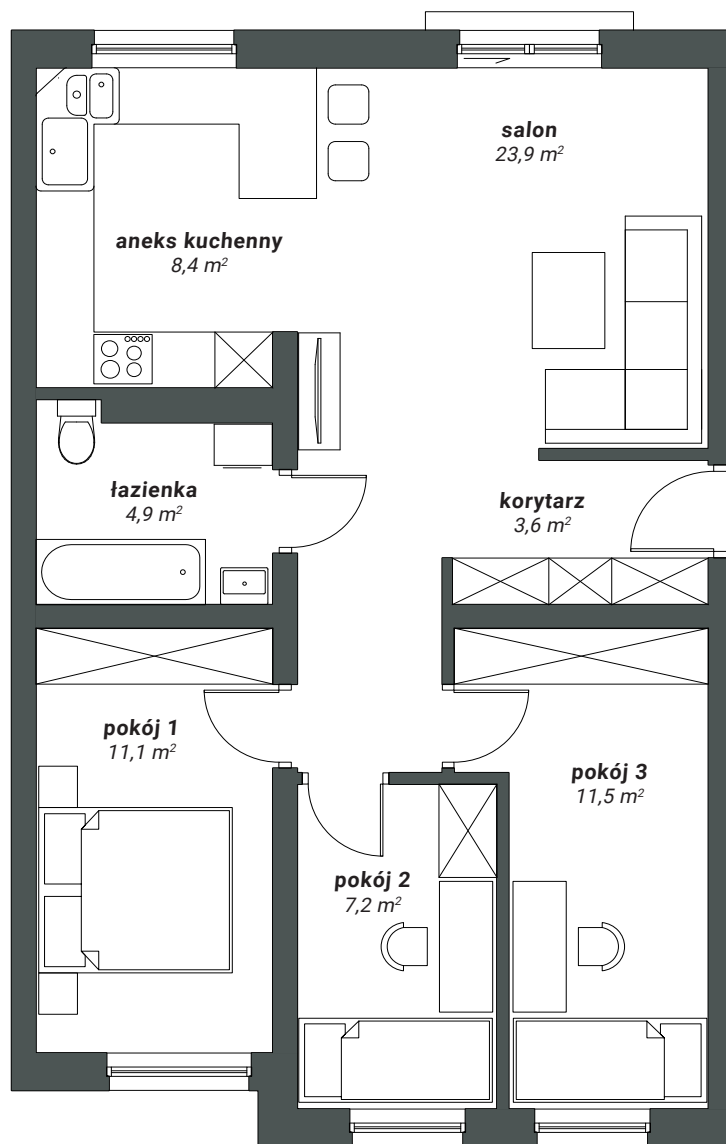 salon
23,9 m²
aneks kuchenny
8,4 m²
łazienka
4,9 m²
korytarz
3,6 m²
pokój 1
11,1 m²
pokój 3
11,5 m²
pokój 2
7,2 m²